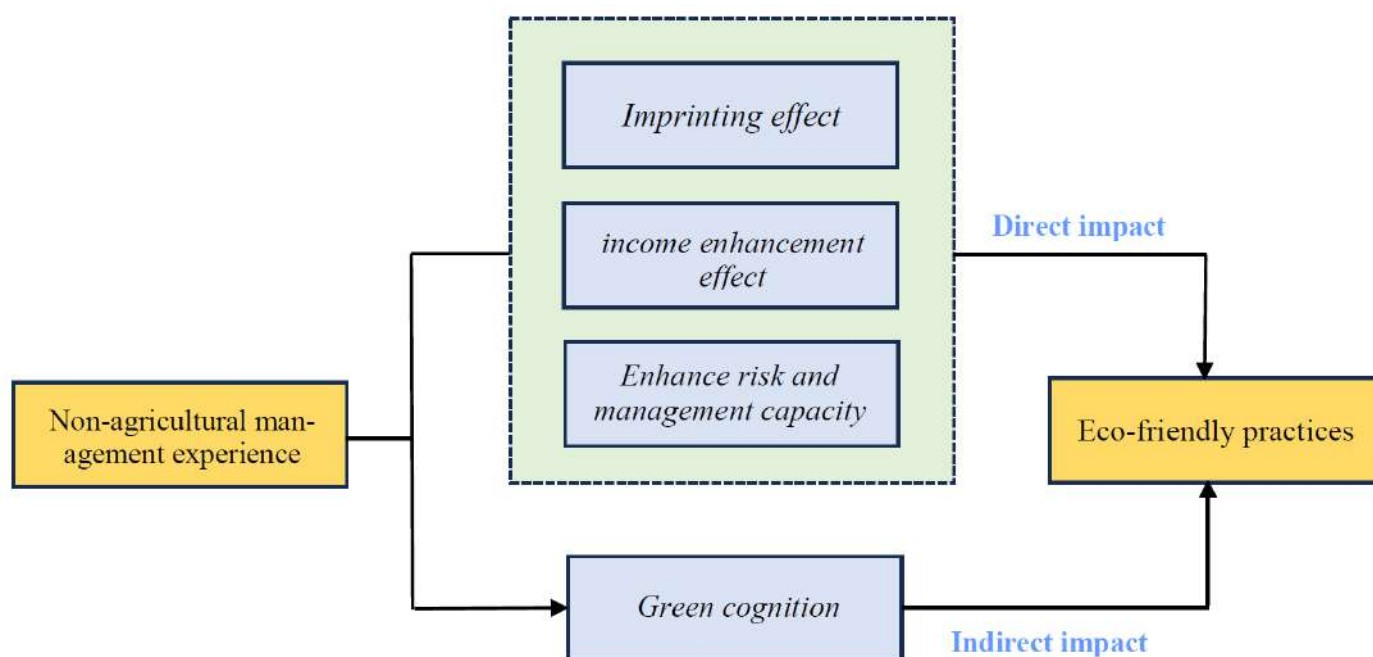 Imprinting effect
income enhancement
effect
Direct impact
Enhance risk and
management capacity
Non-agricultural man-
agement experience
Eco-friendly practices
Green cognition
Indirect impact